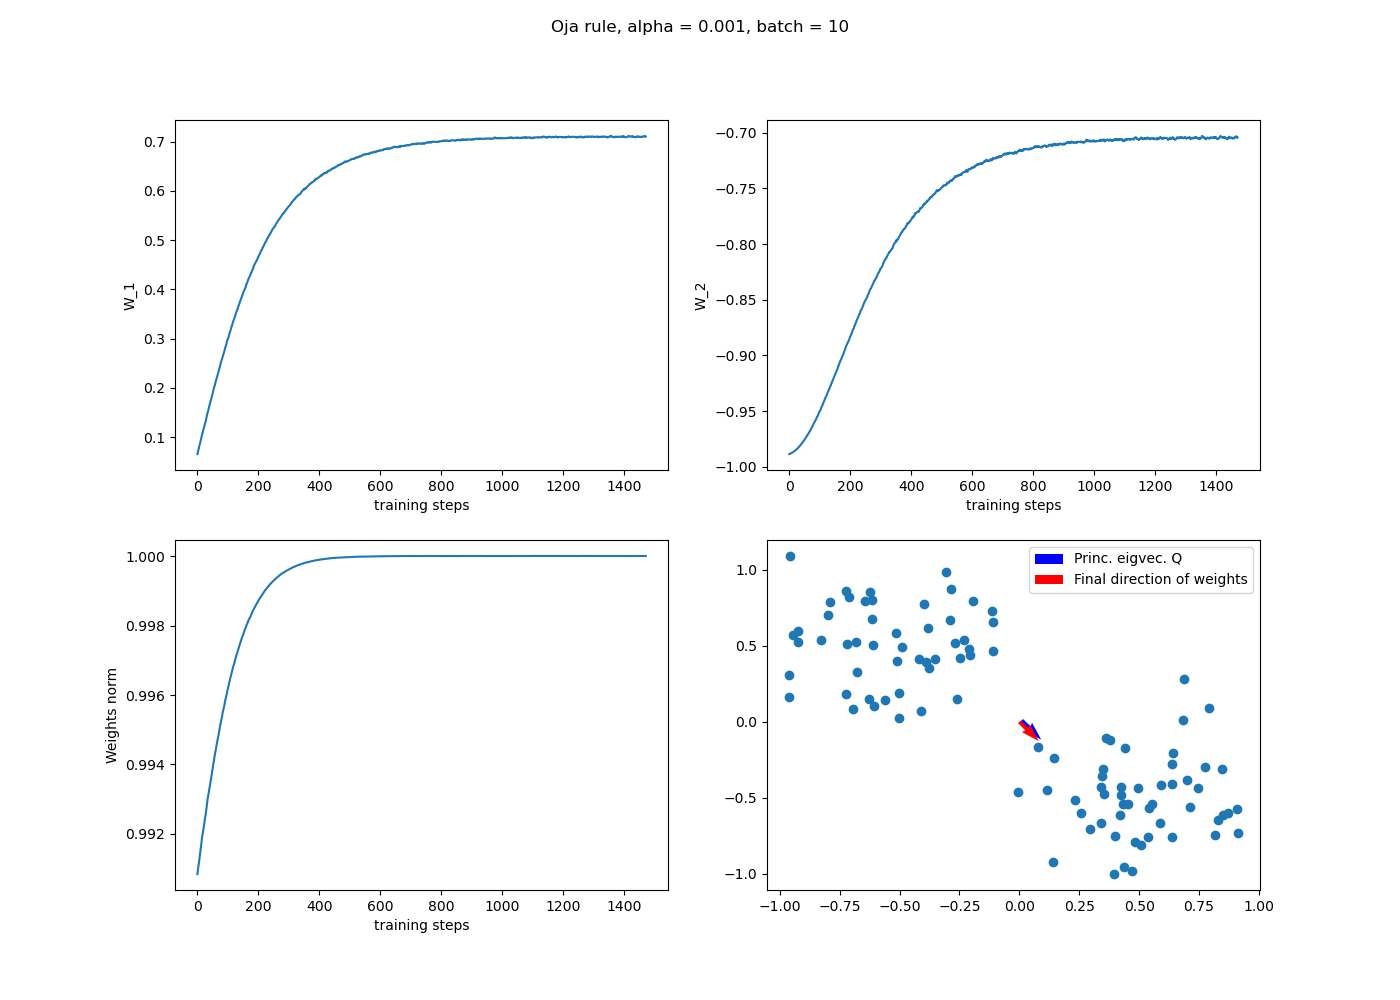 Oja rule, alpha = 0.001, batch = 10
W_1
0.7
0.6
0.5
0.4
0.3
0.2
0.1
0 200 400 600 800 1000 1200 1400
training steps
W_2
−0.70
−0.75
−0.80
−0.85
−0.90
−0.95
−1.00
0 200 400 600 800 1000 1200 1400
training steps
Weights norm
1.000
0.998
0.996
0.994
0.992
0 200 400 600 800 1000 1200 1400
training steps
Princ. eigvec. Q
Final direction of weights
1.0
0.5
0.0
−0.5
−1.0
−1.00 −0.75 −0.50 −0.25 0.00 0.25 0.50 0.75 1.00